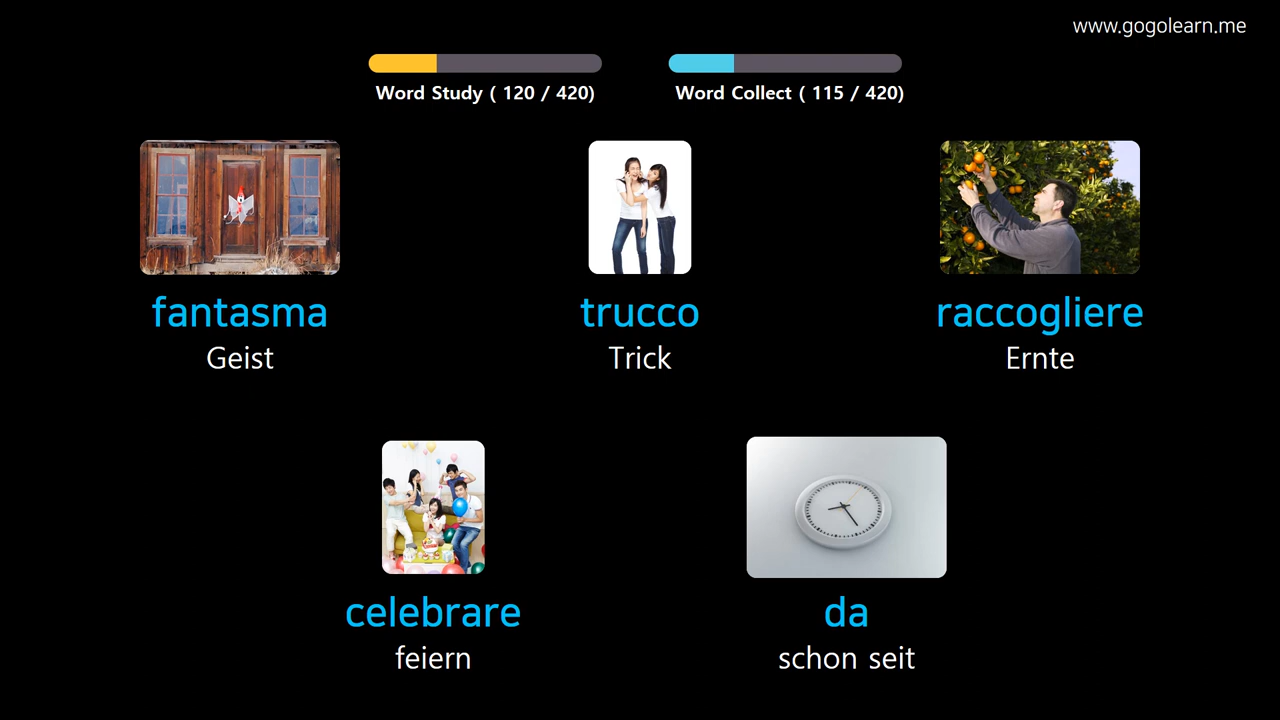 www.gogolearn.me
Word Study ( 120 / 420)
Word Collect ( 115 / 420)
fantasma
Geist
trucco
Trick
raccogliere
Ernte
celebrare
feiern
da
schon seit